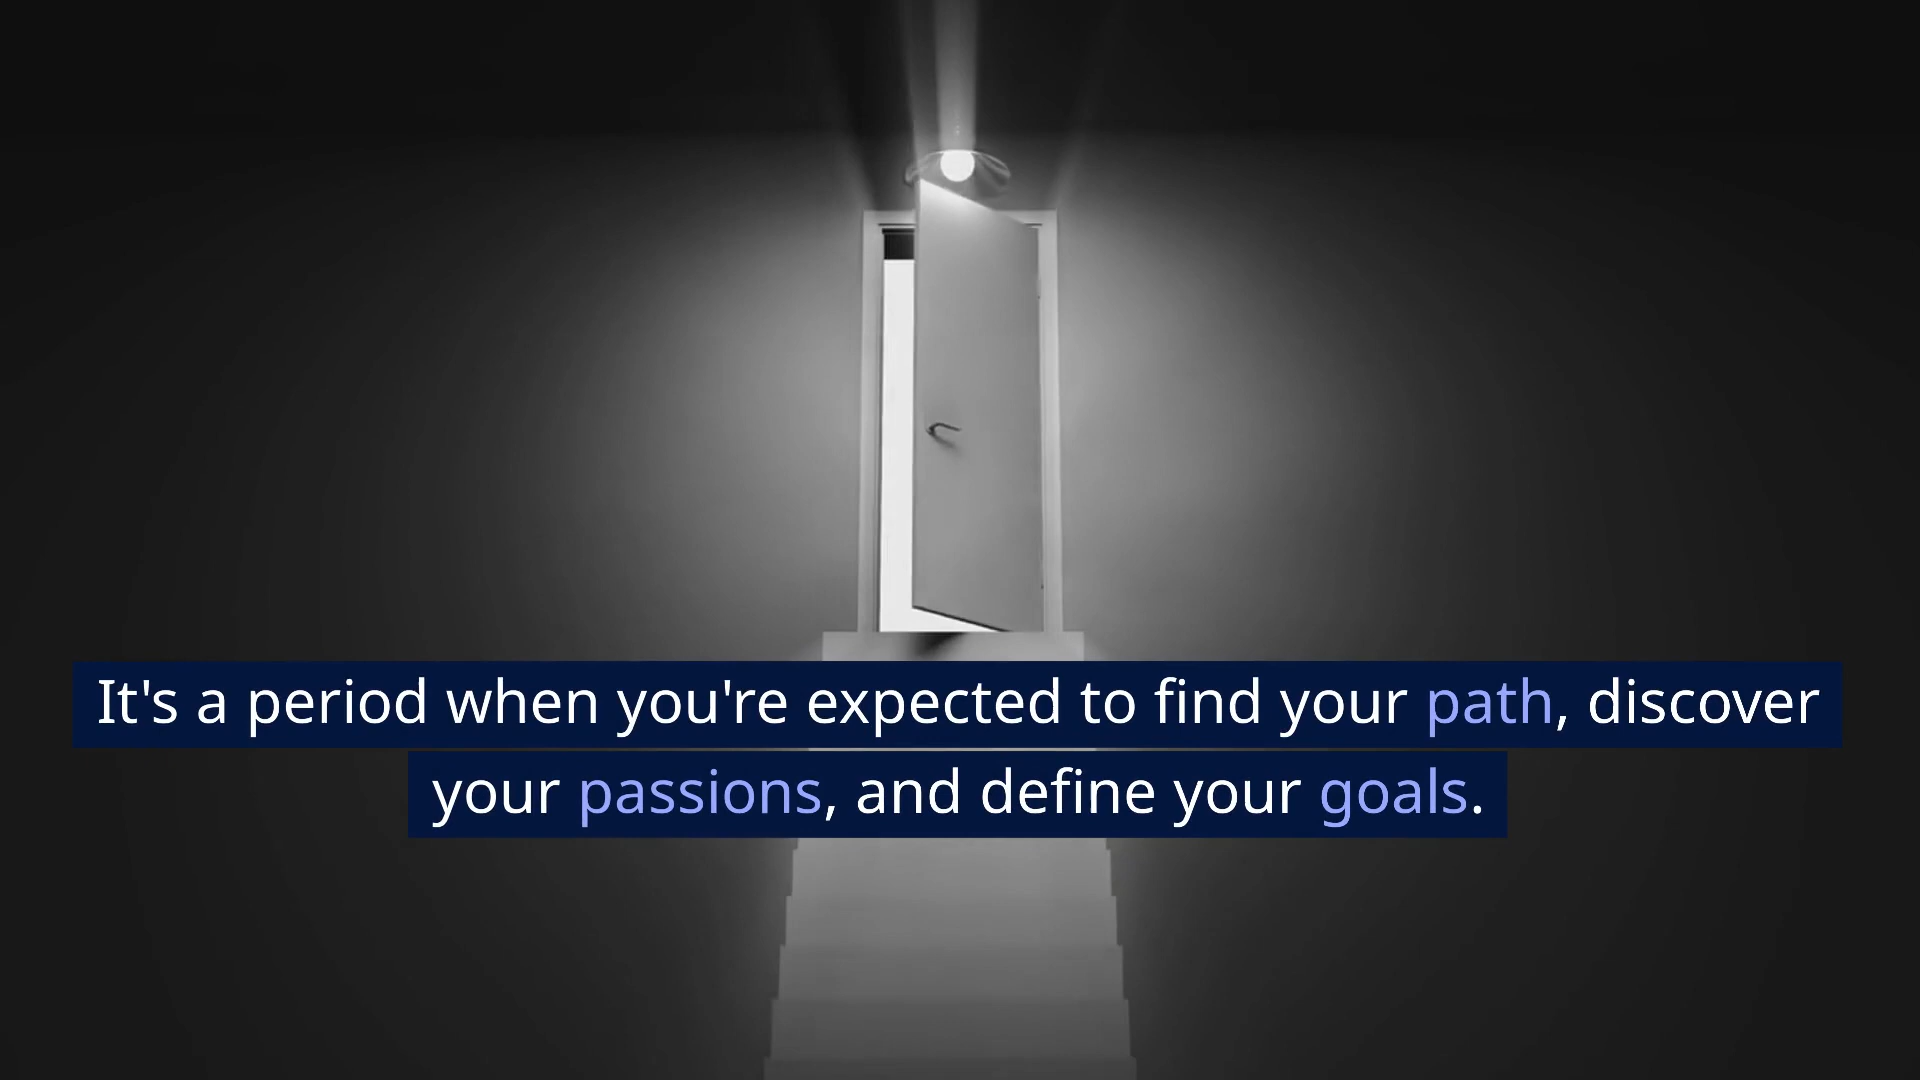 It's a period when you're expected to find your path, discover
your passions, and define your goals.